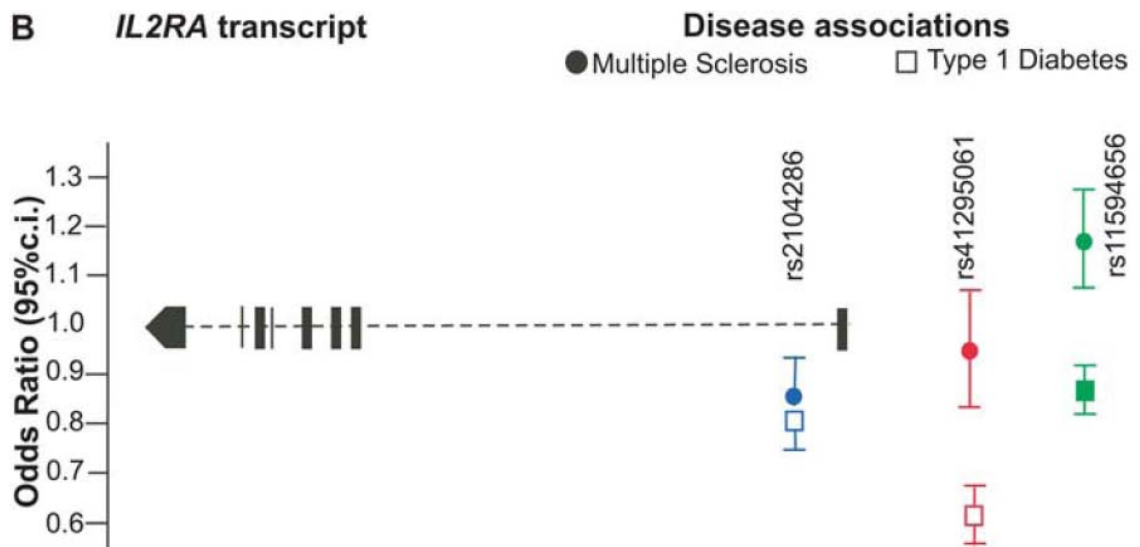 B IL2RA transcript Disease associations
Multiple Sclerosis Type 1 Diabetes
rs2104286
rs41295061
rs11594656
Odds Ratio (95%c.i.)
1.3
1.2
1.1
1.0
0.9
0.8
0.7
0.6